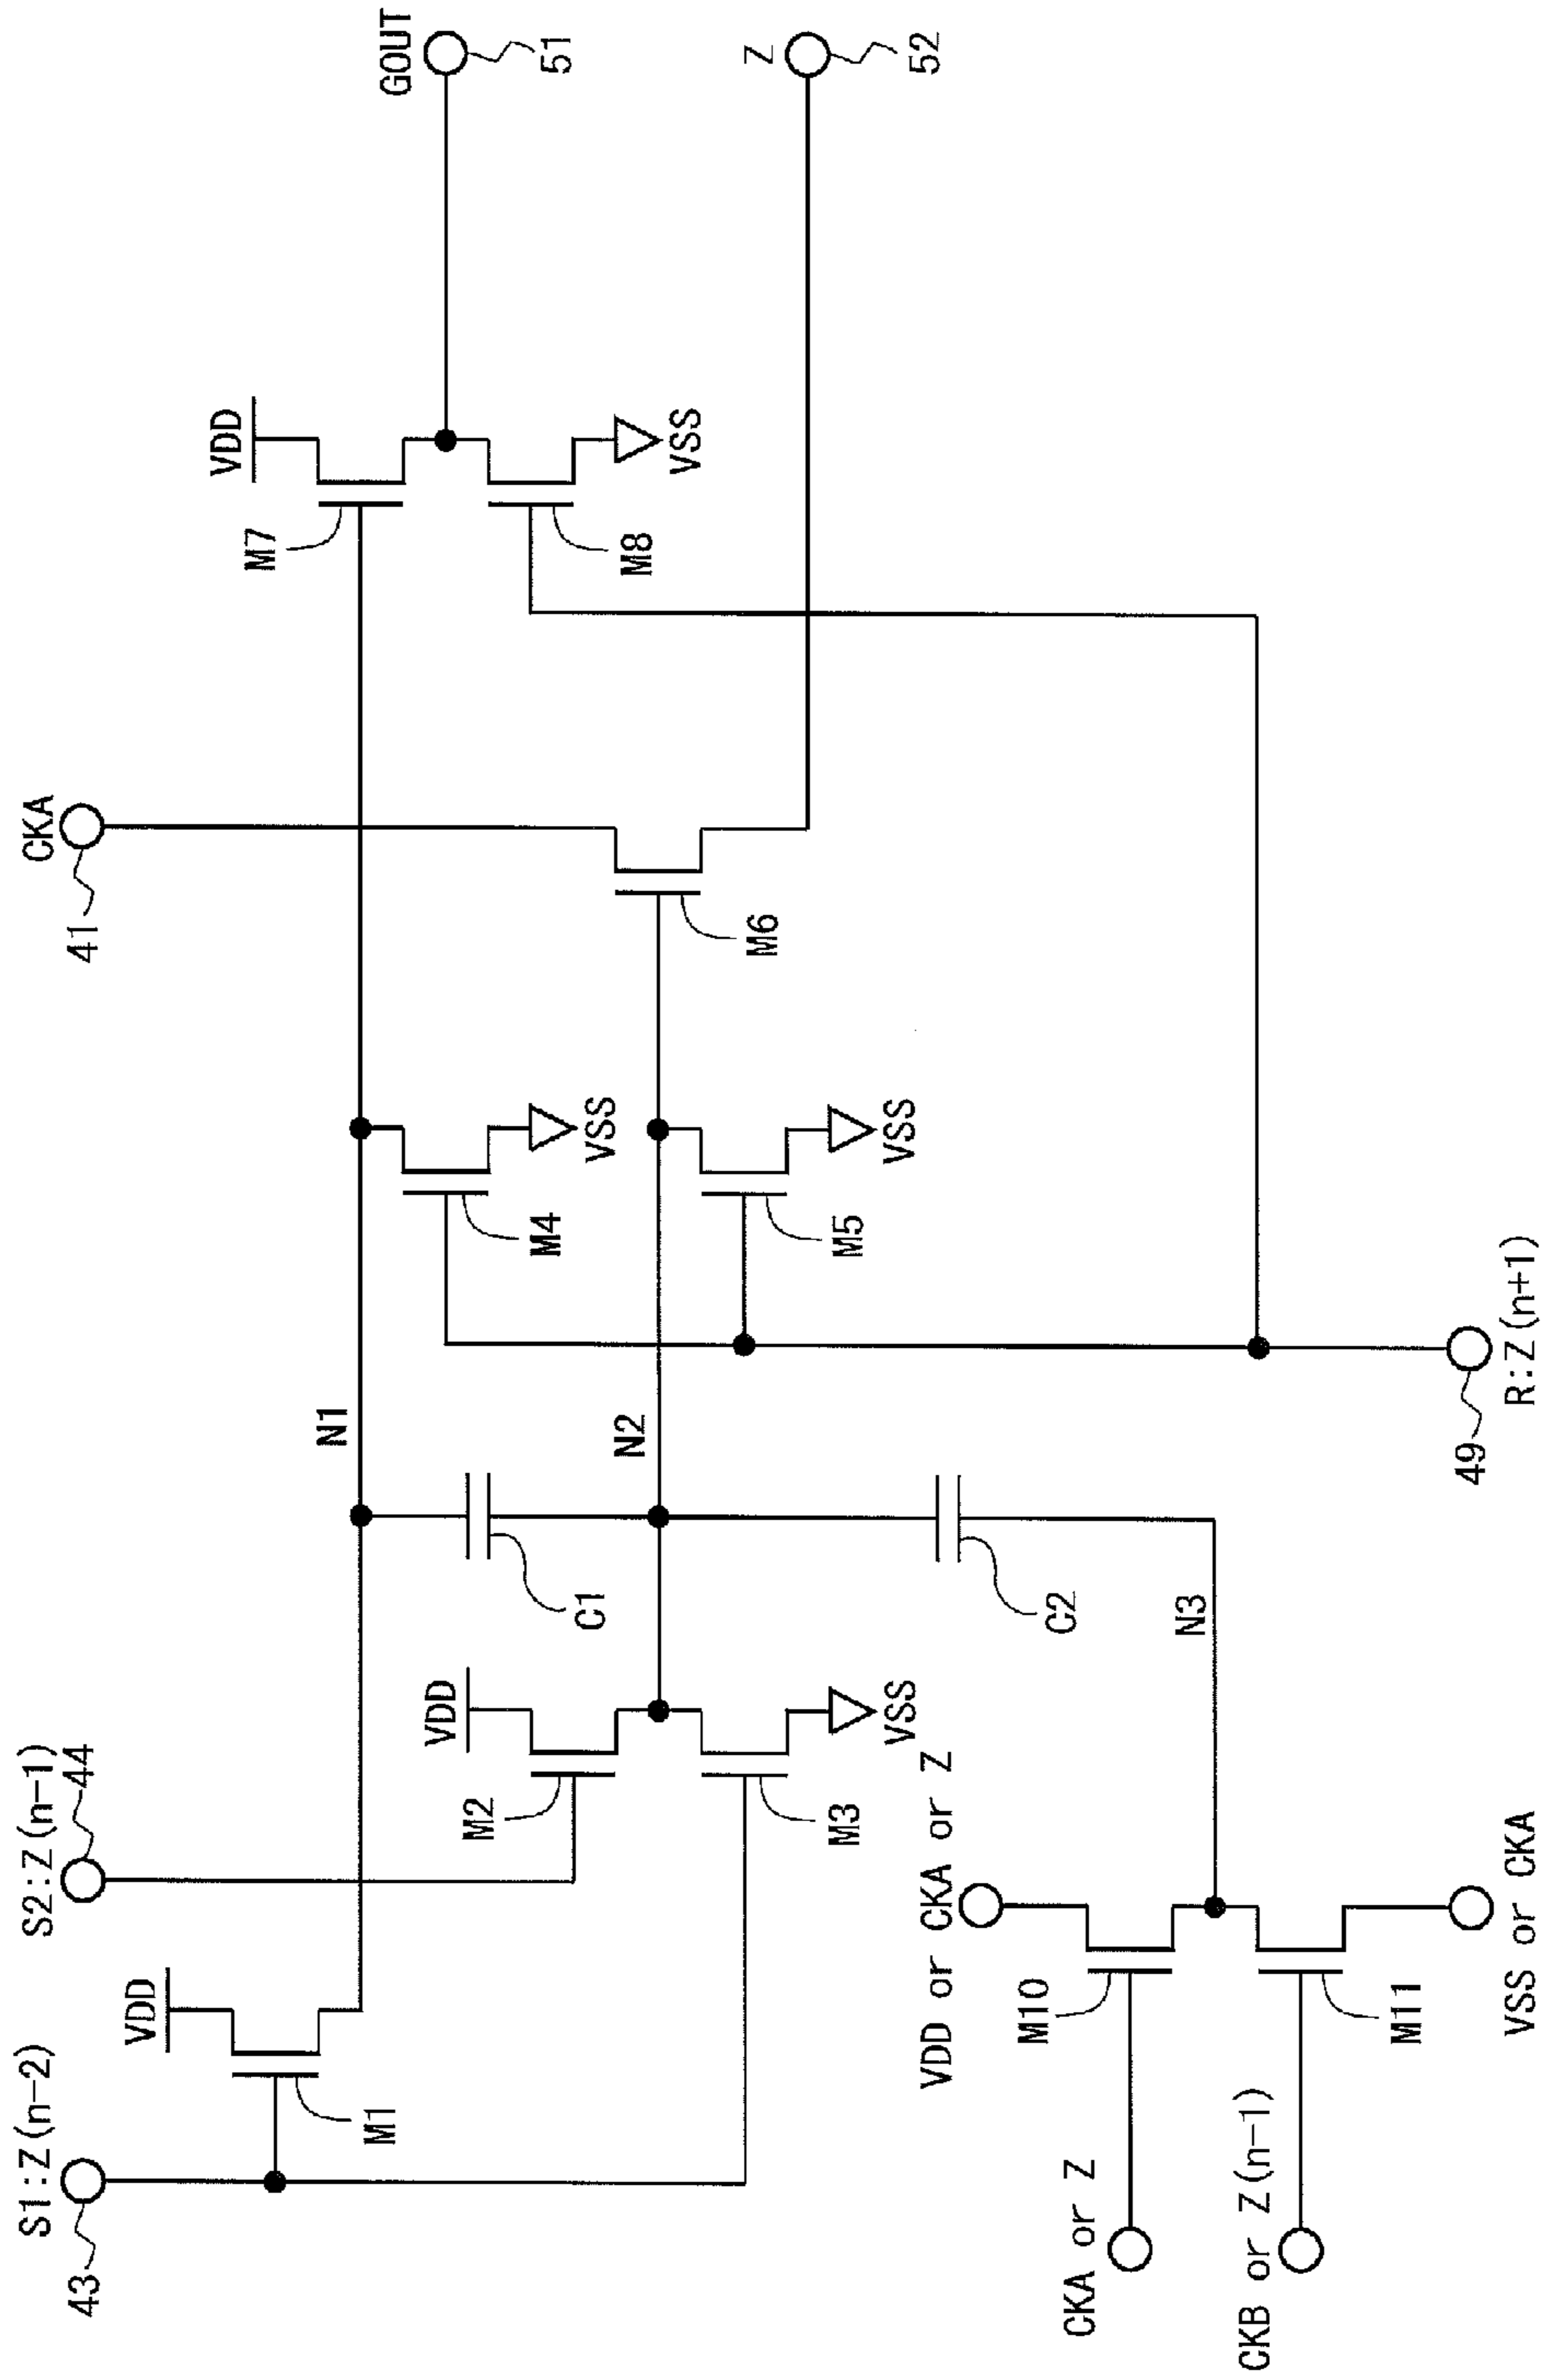 S1:Z(n-2)
43
S2:Z(n-1)
44
CKA
41
VDD
M1
VDD
M2
M3
VSS
N1
C1
N2
C2
N3
M4
VSS
M5
VSS
M6
VDD
M7
M8
VSS
GOUT
51
Z
52
VDD or CKA or Z
CKA or Z
M10
CKB or Z(n-1)
M11
VSS or CKA
49
R:Z(n+1)